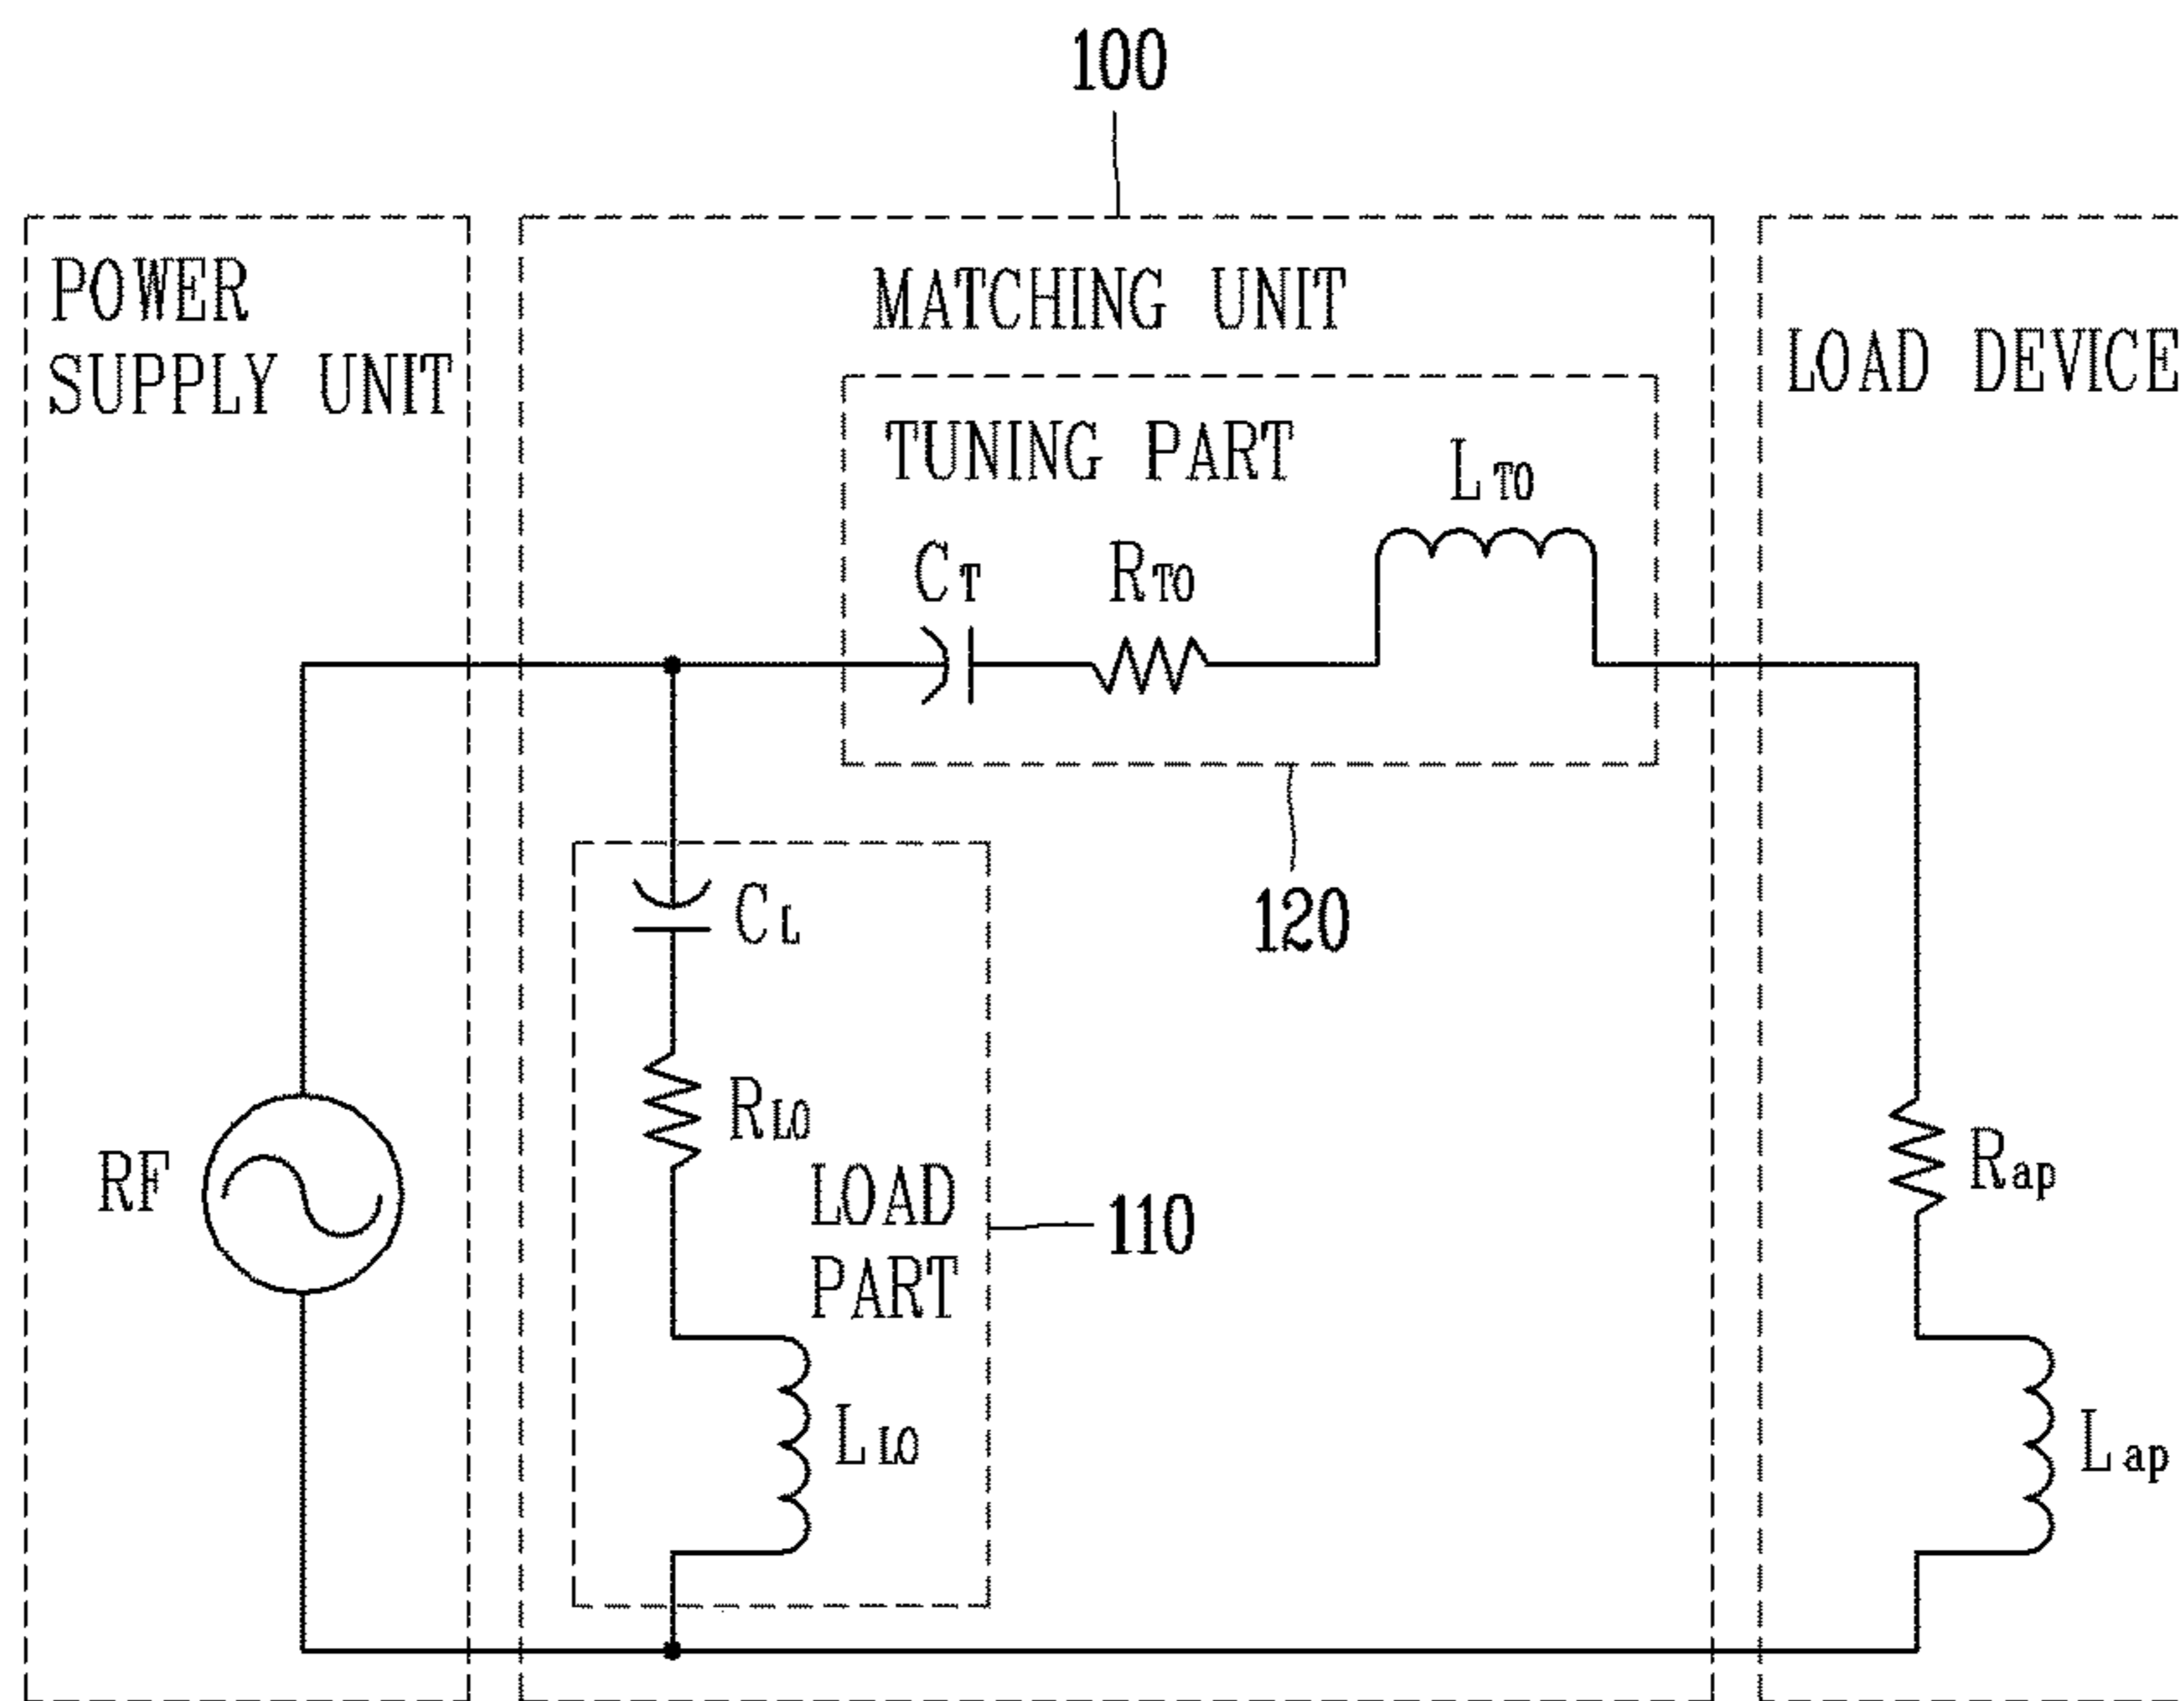 100
POWER
SUPPLY UNIT
MATCHING UNIT
LOAD DEVICE
TUNING PART
LTO
CT
RTO
120
CL
RLO
LOAD
PART
110
RF
Rap
LLO
Lap